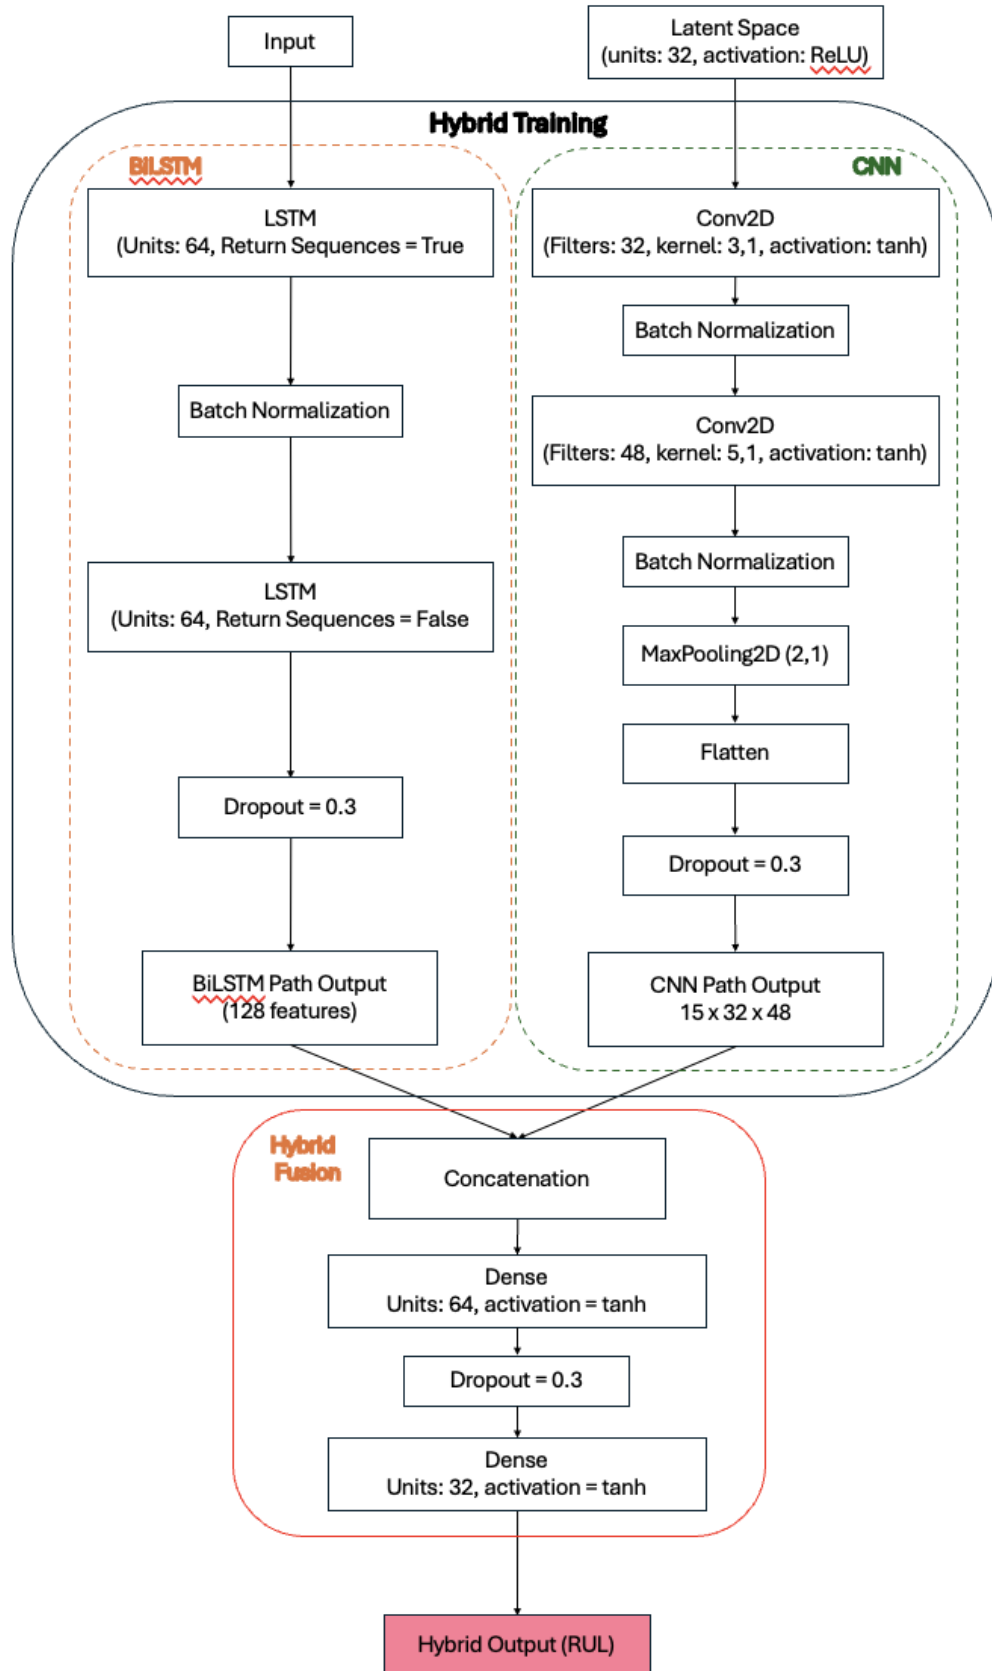 Input
Latent Space
(units: 32, activation: ReLU)
Hybrid Training
BiLSTM
CNN
LSTM
(Units: 64, Return Sequences = True
Conv2D
(Filters: 32, kernel: 3,1, activation: tanh)
Batch Normalization
Batch Normalization
Conv2D
(Filters: 48, kernel: 5,1, activation: tanh)
Batch Normalization
LSTM
(Units: 64, Return Sequences = False
MaxPooling2D (2,1)
Flatten
Dropout = 0.3
Dropout = 0.3
BiLSTM Path Output
(128 features)
CNN Path Output
15 x 32 x 48
Hybrid
Fusion
Concatenation
Dense
Units: 64, activation = tanh
Dropout = 0.3
Dense
Units: 32, activation = tanh
Hybrid Output (RUL)